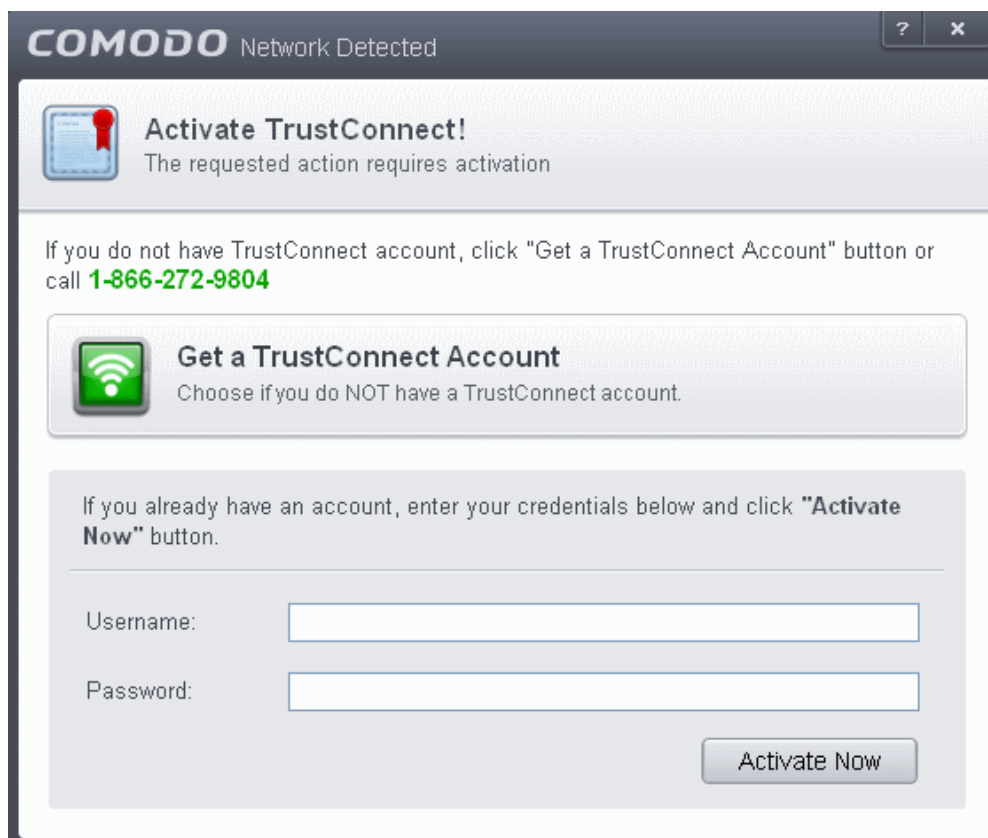 COMODO Network Detected
? x
Activate TrustConnect!
The requested action requires activation
If you do not have TrustConnect account, click "Get a TrustConnect Account" button or
call 1-866-272-9804
Get a TrustConnect Account
Choose if you do NOT have a TrustConnect account.
If you already have an account, enter your credentials below and click "Activate
Now" button.
Username:
Password:
Activate Now